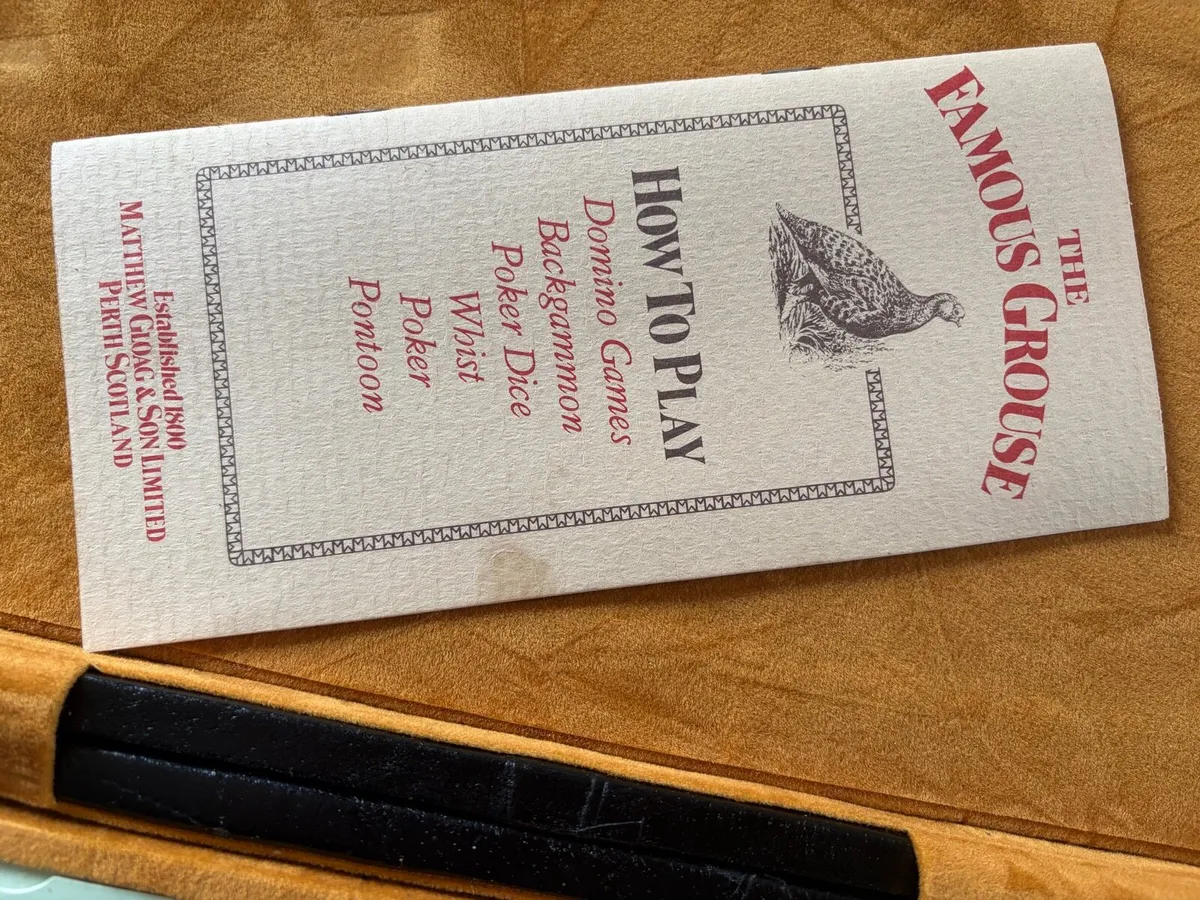 THE
FAMOUS GROUSE
HOW TO PLAY
Domino Games
Backgammon
Poker Dice
Whist
Poker
Pontoon
Established 1800
MATTHEW GLOAG & SON LIMITED
PERTH SCOTLAND